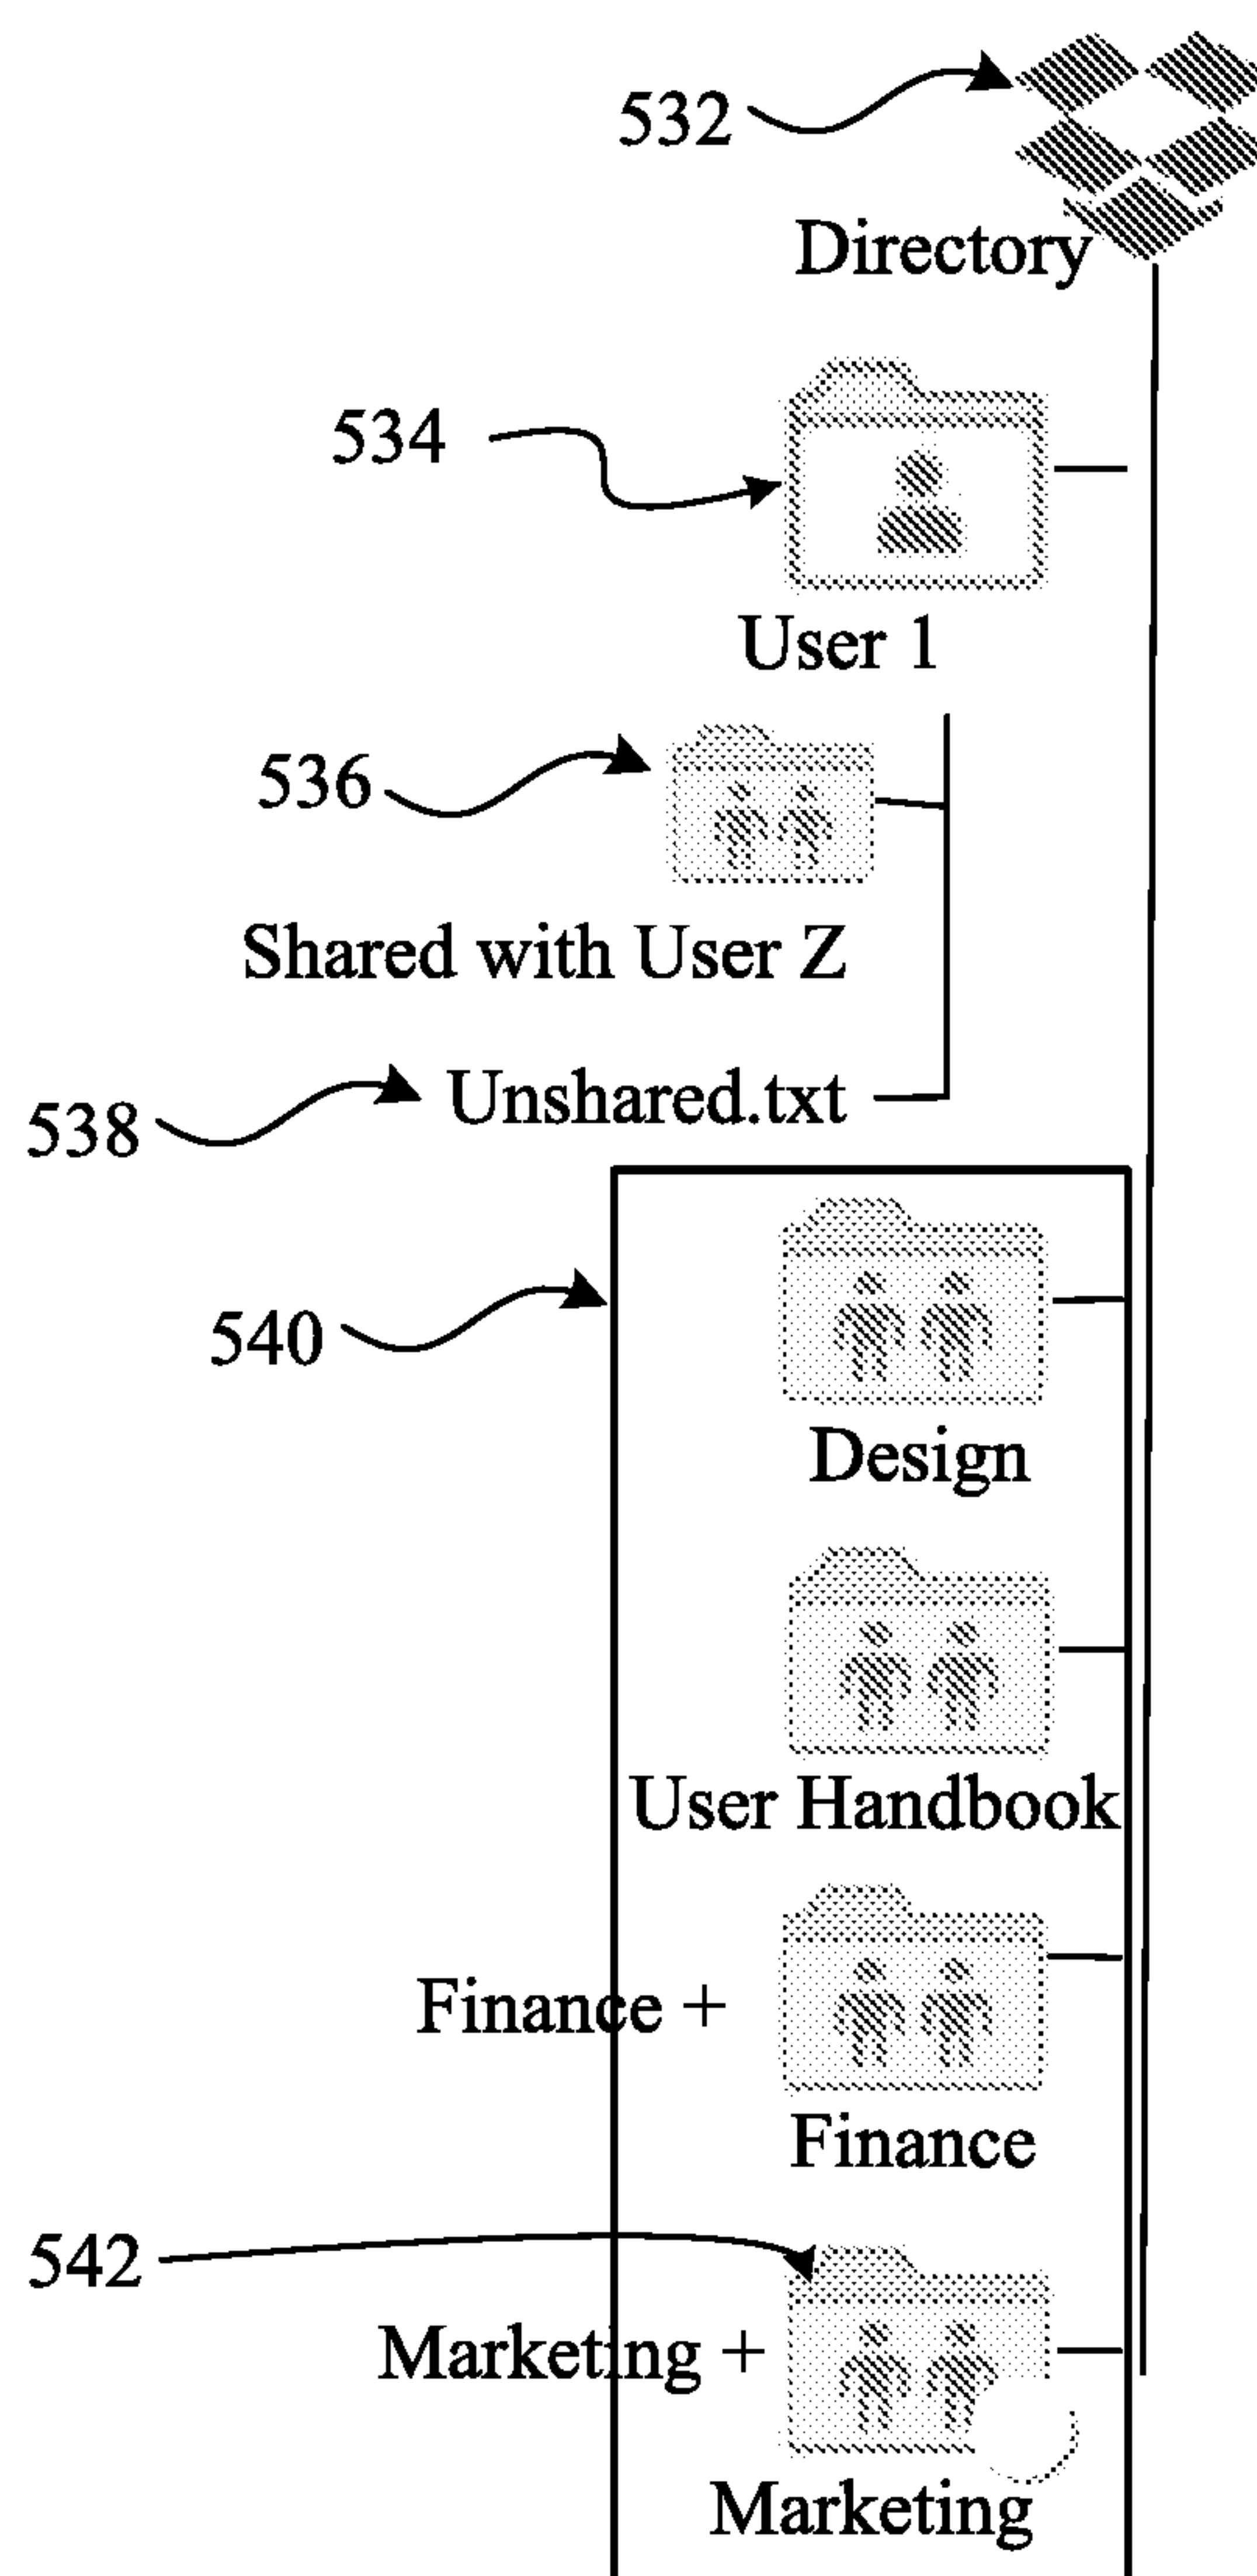 532
Directory
534
User 1
536
Shared with User Z
538 Unshared.txt
540
Design
User Handbook
Finance +
Finance
542
Marketing +
Marketing